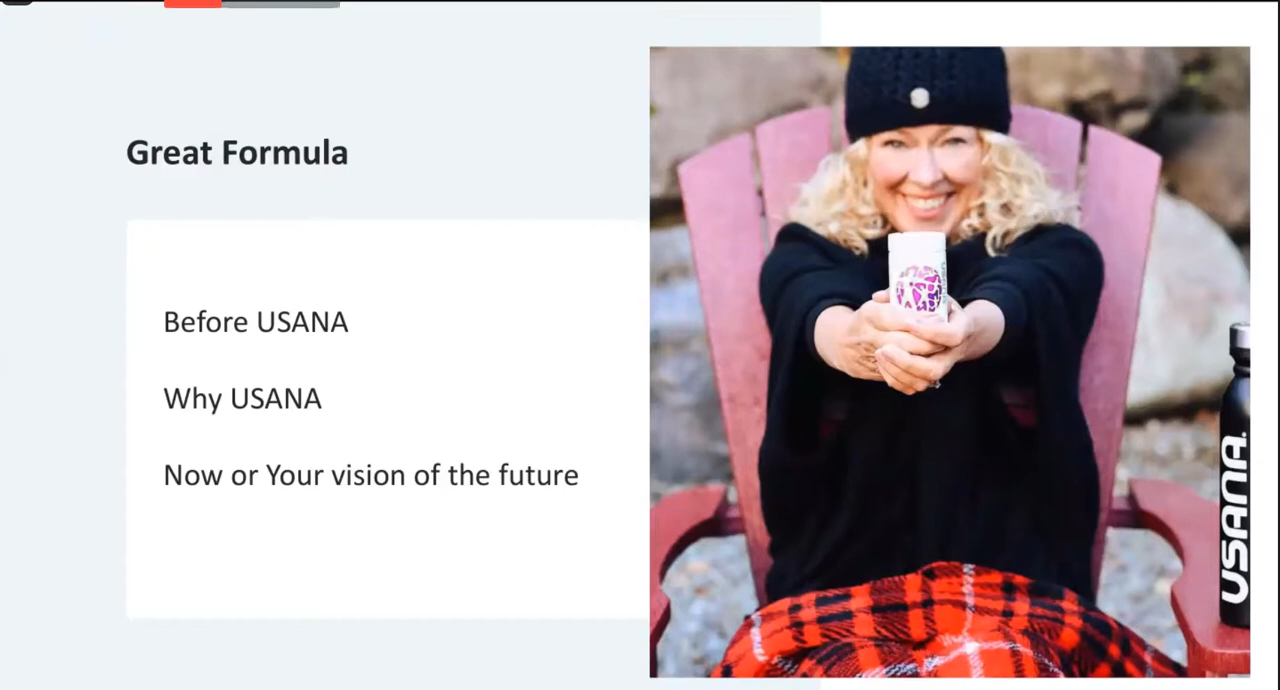 Great Formula
Before USANA
Why USANA
Now or Your vision of the future
USANA